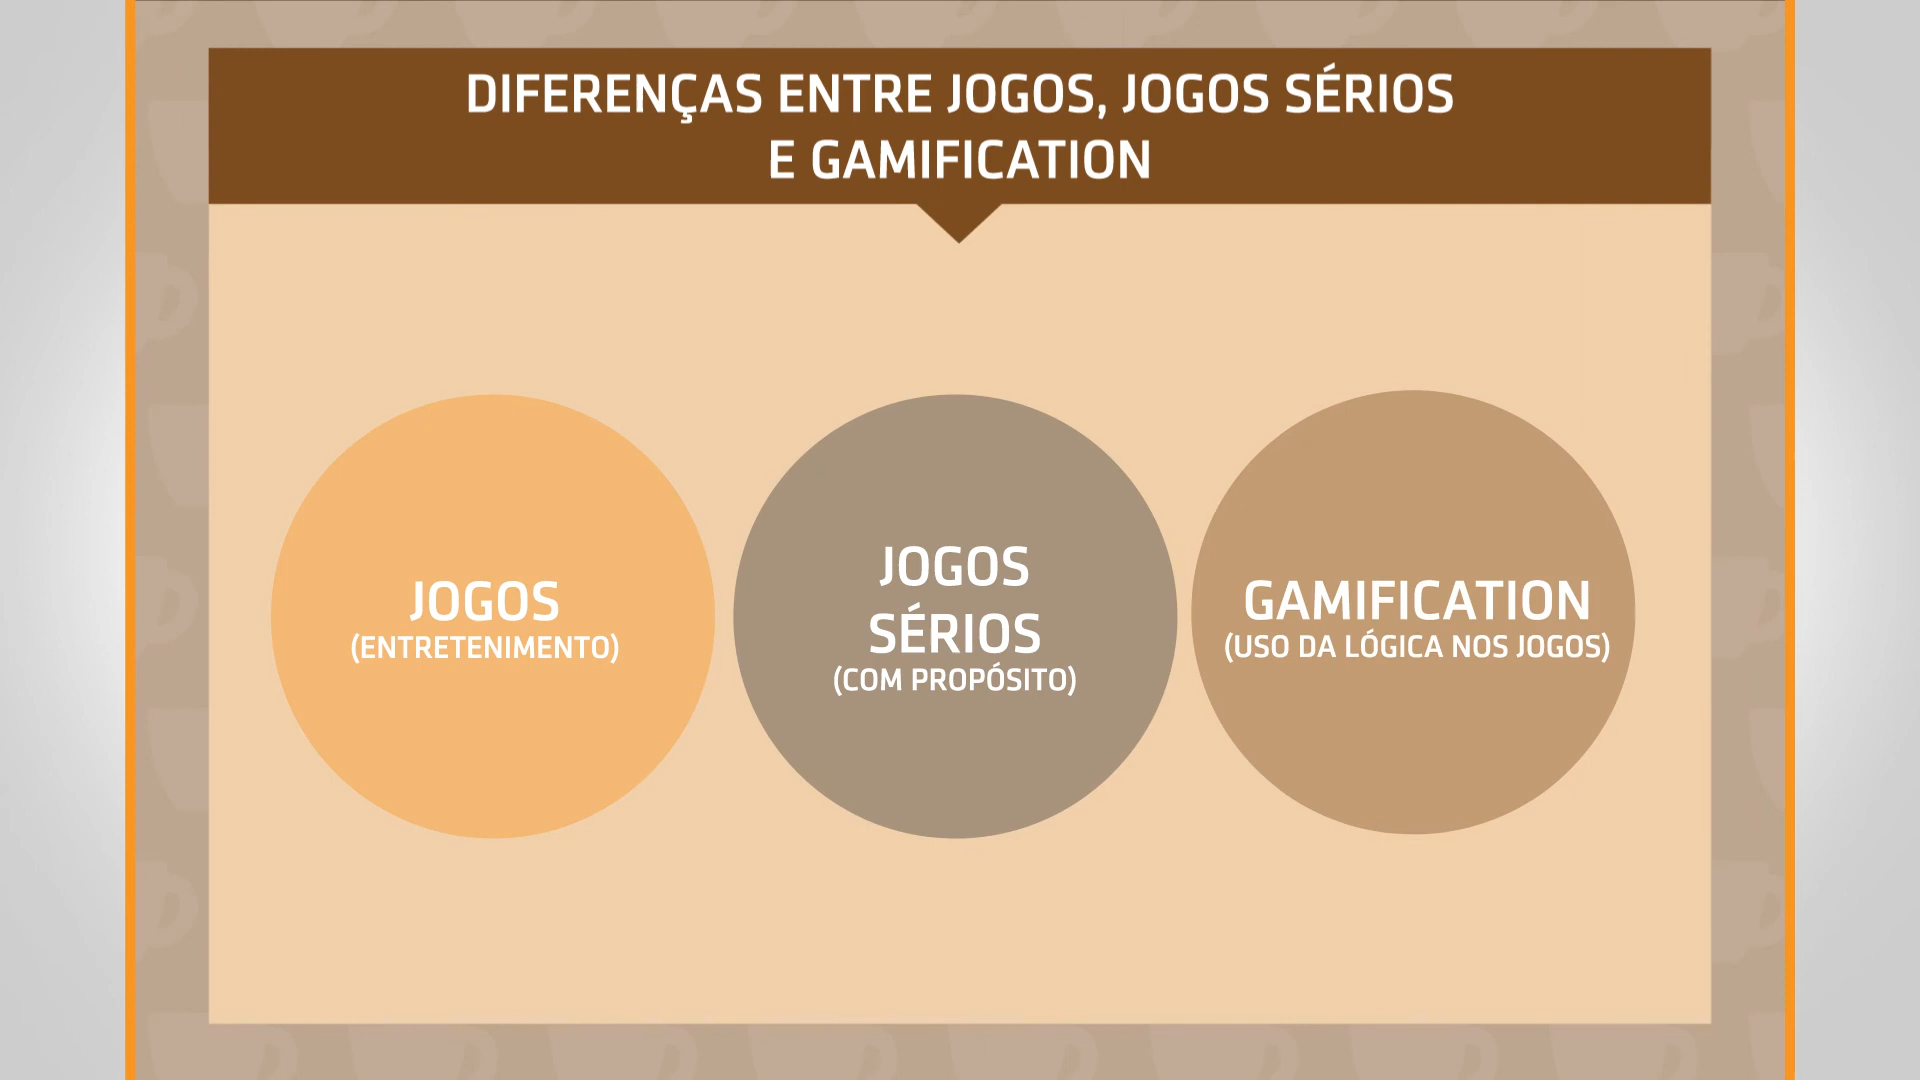 DIFERENÇAS ENTRE JOGOS, JOGOS SÉRIOS
E GAMIFICATION
JOGOS
(ENTRETENIMENTO)
JOGOS
SÉRIOS
(COM PROPÓSITO)
GAMIFICATION
(USO DA LÓGICA NOS JOGOS)